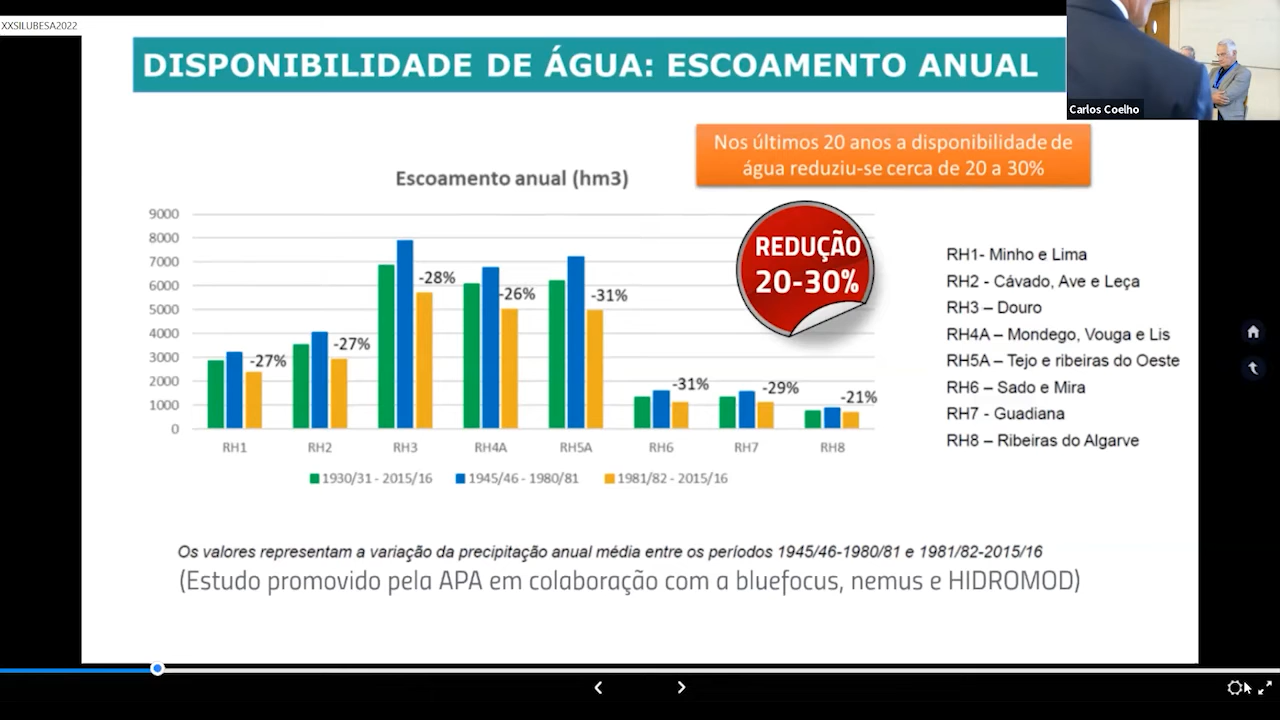 XXSILUBESA2022
DISPONIBILIDADE DE ÁGUA: ESCOAMENTO ANUAL
Carlos Coelho
Nos últimos 20 anos a disponibilidade de
água reduziu-se cerca de 20 a 30%
Escoamento anual (hm3)
9000
8000
7000
6000
5000
4000
3000
2000
1000
0
-27%
-27%
-28%
-26%
-31%
-31%
-29%
-21%
RH1
RH2
RH3
RH4A
RH5A
RH6
RH7
RH8
1930/31 - 2015/16
1945/46 - 1980/81
1981/82 - 2015/16
REDUÇÃO
20-30%
RH1- Minho e Lima
RH2 - Cávado, Ave e Leça
RH3 – Douro
RH4A – Mondego, Vouga e Lis
RH5A – Tejo e ribeiras do Oeste
RH6 – Sado e Mira
RH7 - Guadiana
RH8 – Ribeiras do Algarve
Os valores representam a variação da precipitação anual média entre os períodos 1945/46-1980/81 e 1981/82-2015/16
(Estudo promovido pela APA em colaboração com a bluefocus, nemus e HIDROMOD)